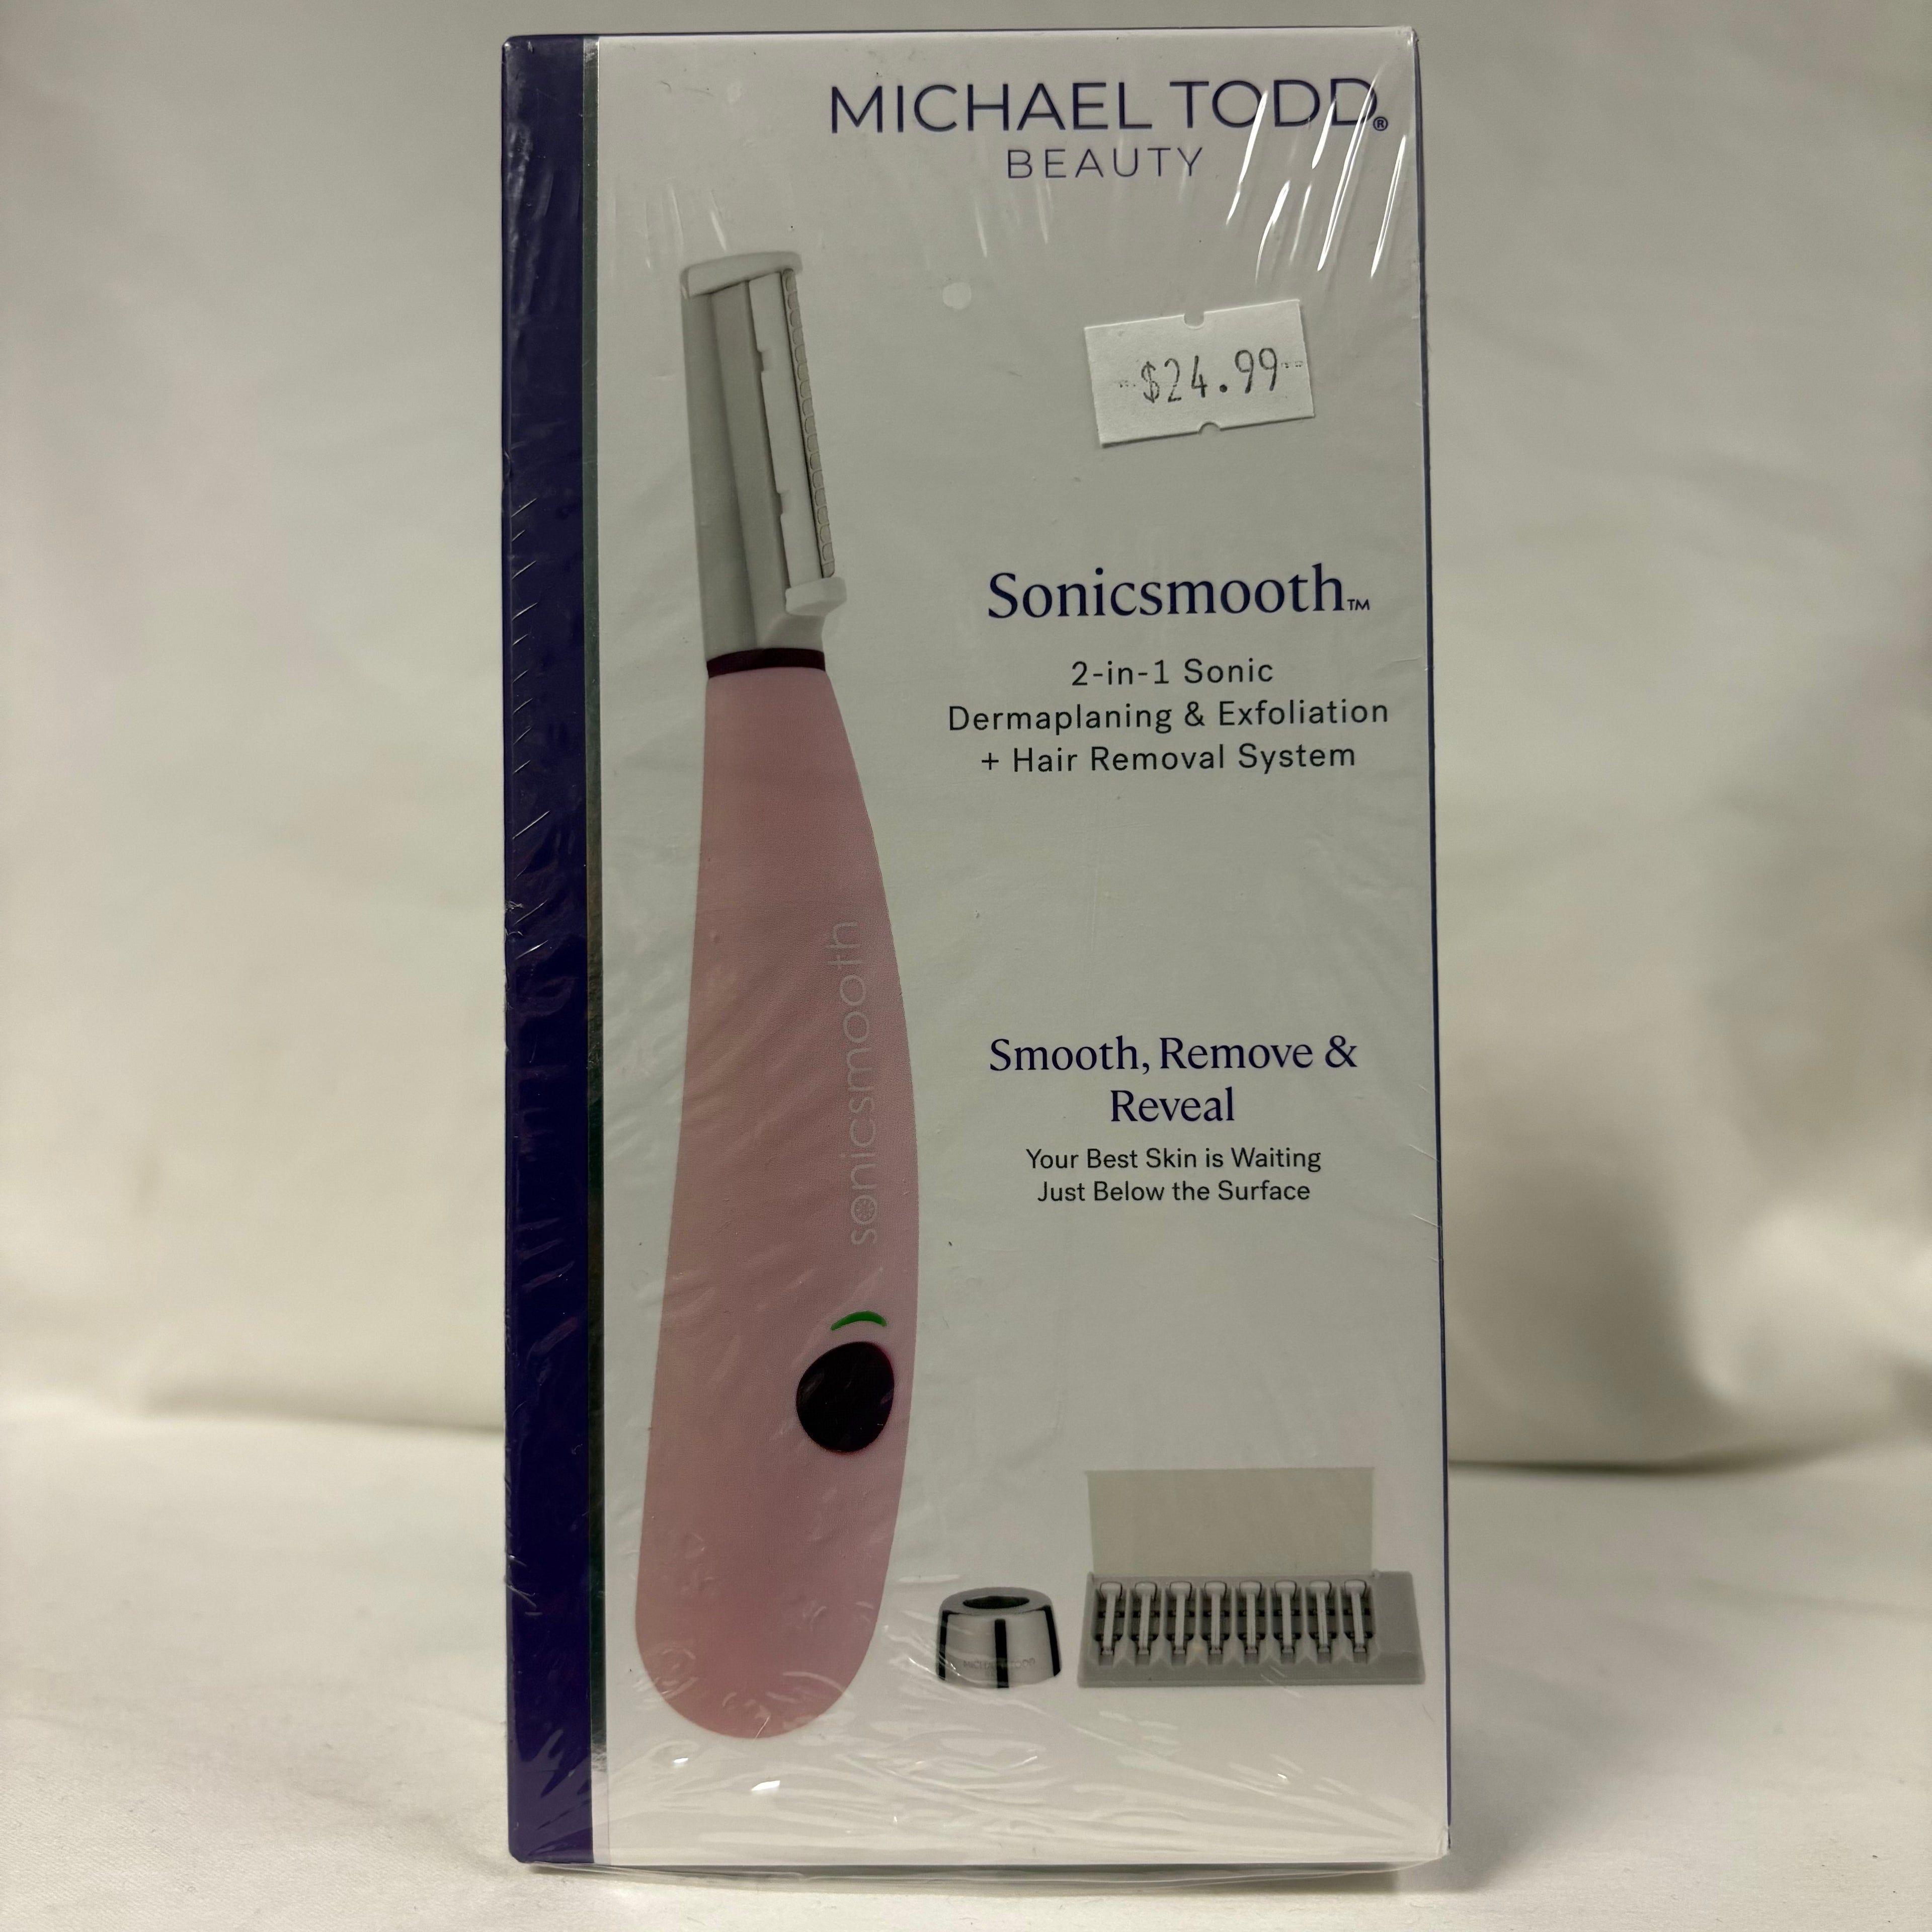 MICHAEL TODD®
BEAUTY
$24.99
Sonicsmooth™
2-in-1 Sonic
Dermaplaning & Exfoliation
+ Hair Removal System
sonicsmooth
Smooth, Remove &
Reveal
Your Best Skin is Waiting
Just Below the Surface